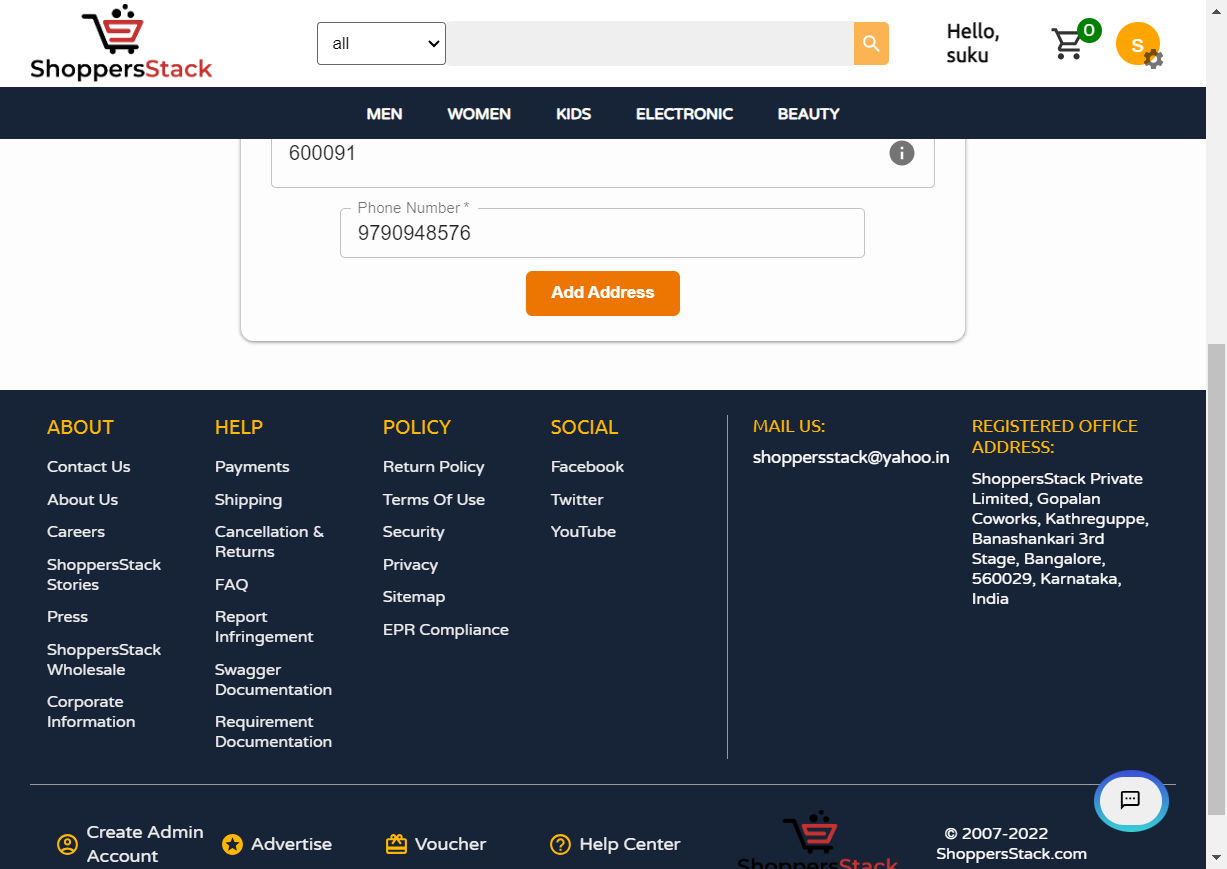 ShoppersStack
all
Hello,
suku
0
S
MEN WOMEN KIDS ELECTRONIC BEAUTY
600091
Phone Number *
9790948576
Add Address
ABOUT
Contact Us
About Us
Careers
ShoppersStack
Stories
Press
ShoppersStack
Wholesale
Corporate
Information
HELP
Payments
Shipping
Cancellation &
Returns
FAQ
Report
Infringement
Swagger
Documentation
Requirement
Documentation
POLICY
Return Policy
Terms Of Use
Security
Privacy
Sitemap
EPR Compliance
SOCIAL
Facebook
Twitter
YouTube
MAIL US:
shoppersstack@yahoo.in
REGISTERED OFFICE
ADDRESS:
ShoppersStack Private
Limited, Gopalan
Coworks, Kathreguppe,
Banashankari 3rd
Stage, Bangalore,
560029, Karnataka,
India
Create Admin
Account
Advertise
Voucher
Help Center
ShoppersStack
© 2007-2022
ShoppersStack.com